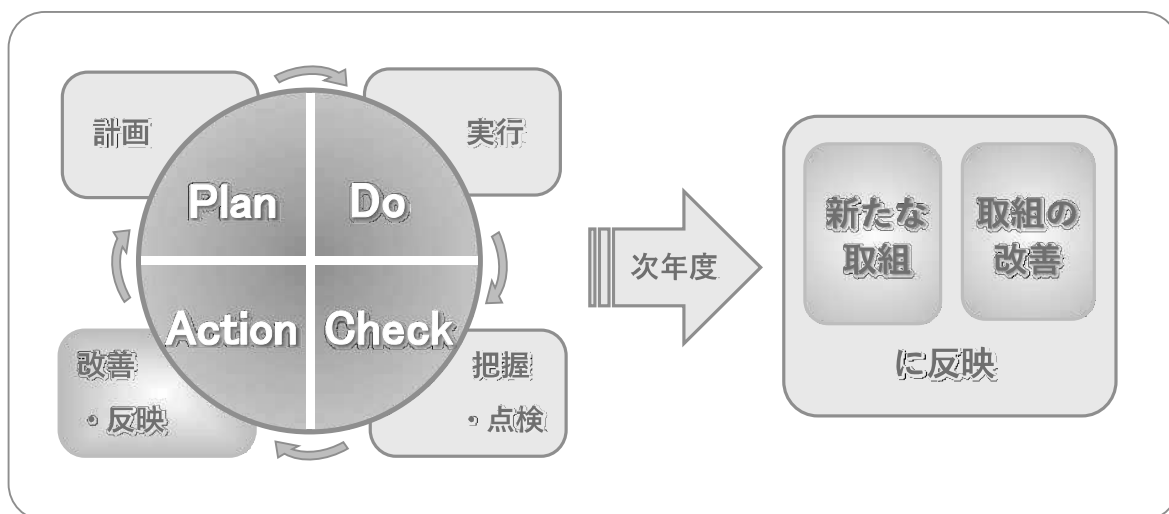 計画
実行
Plan
Do
Action
Check
改善
・反映
把握
・点検
次年度
新たな
取組
取組の
改善
に反映